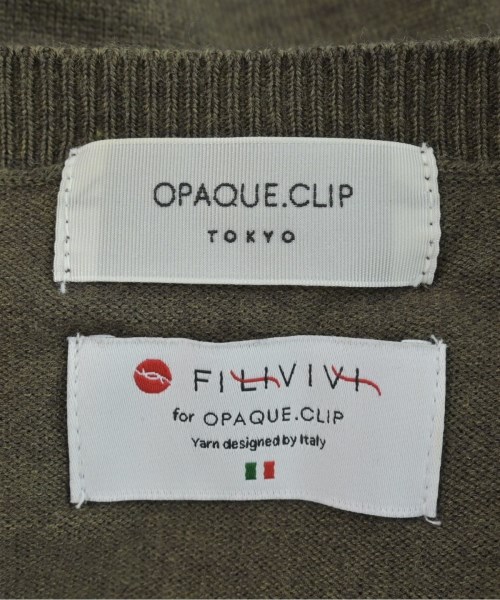 OPAQUE.CLIP
TOKYO
FILIVIVI
for OPAQUE.CLIP
Yarn designed by Italy